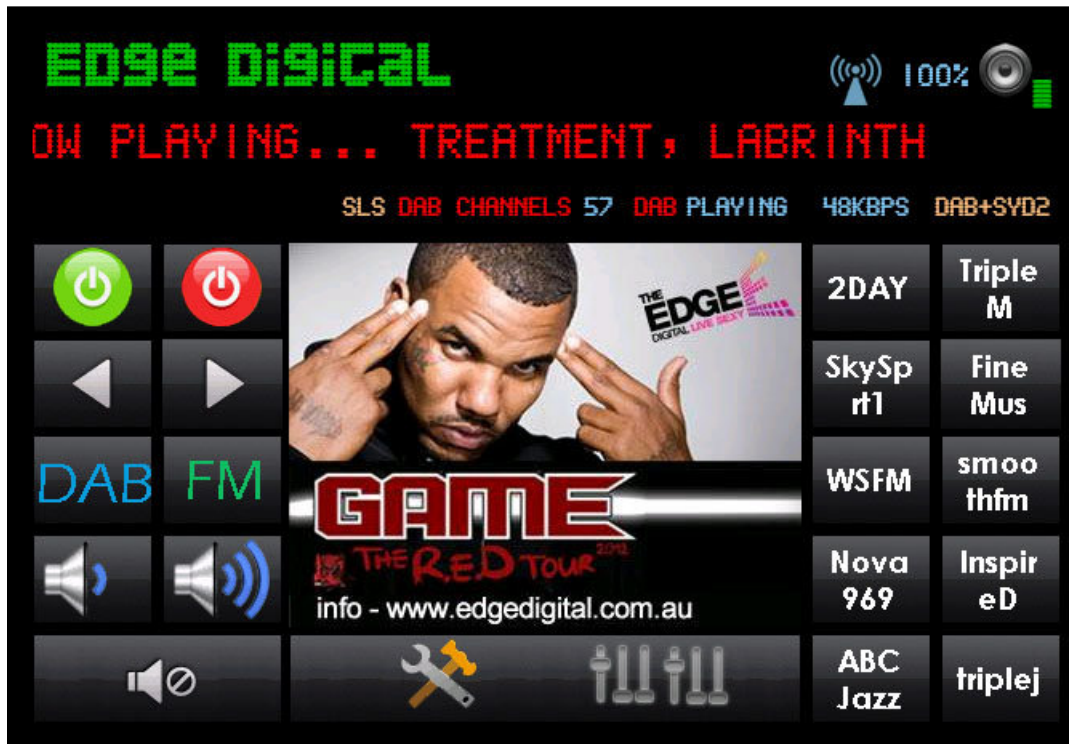 EDge DigiTaL
100%
OW PLAYING... TREATMENT, LABRINTH
SLS DAB CHANNELS 57 DAB PLAYING 48KBPS DAB+SYD2
THE
EDGE
DIGITAL LIVE SEXY
2DAY
Triple
M
SkySp
rt1
Fine
Mus
DAB
FM
WSFM
smoo
thfm
GAME
THE R.E.D TOUR 2012
info - www.edgedigital.com.au
Nova
969
Inspir
eD
ABC
Jazz
triplej